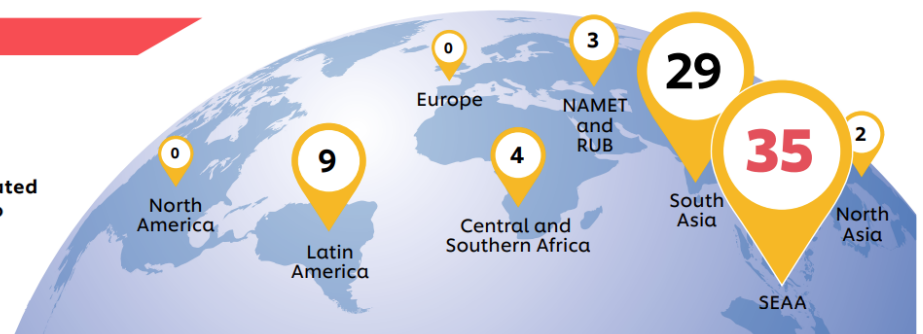 0
Europe
3
NAMET
and
RUB
29
South
Asia
35
SEAA
2
North
Asia
0
North
America
9
Latin
America
4
Central and
Southern Africa